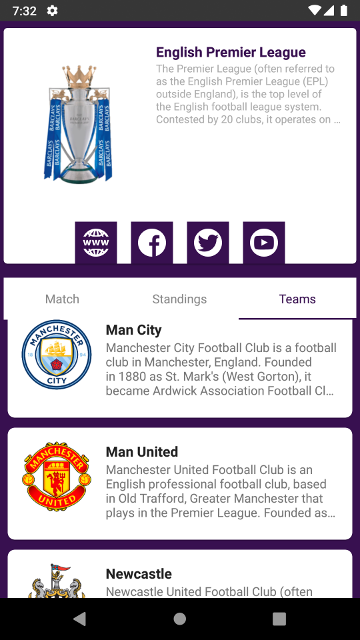 7:32
English Premier League
The Premier League (often referred to
as the English Premier League (EPL)
outside England), is the top level of
the English football league system.
Contested by 20 clubs, it operates on …
BARCLAYS
BARCLAYS
BARCLAYS
BARCLAYS
WWW
Match
Standings
Teams
MANCHESTER
18 94
CITY
Man City
Manchester City Football Club is a football
club in Manchester, England. Founded
in 1880 as St. Mark's (West Gorton), it
became Ardwick Association Football Cl…
MANCHESTER
UNITED
Man United
Manchester United Football Club is an
English professional football club, based
in Old Trafford, Greater Manchester that
plays in the Premier League. Founded as…
Newcastle
Newcastle United Football Club (often